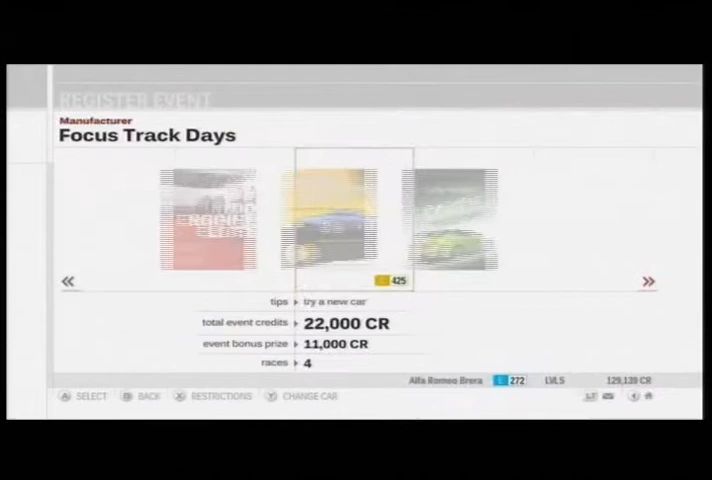 REGISTER EVENT
Manufacturer
Focus Track Days
425
tips try a new car
total event credits 22,000 CR
event bonus prize 11,000 CR
races 4
Alfa Romeo Brera E 272 LVL5 129,139 CR
A SELECT B BACK X RESTRICTIONS Y CHANGE CAR